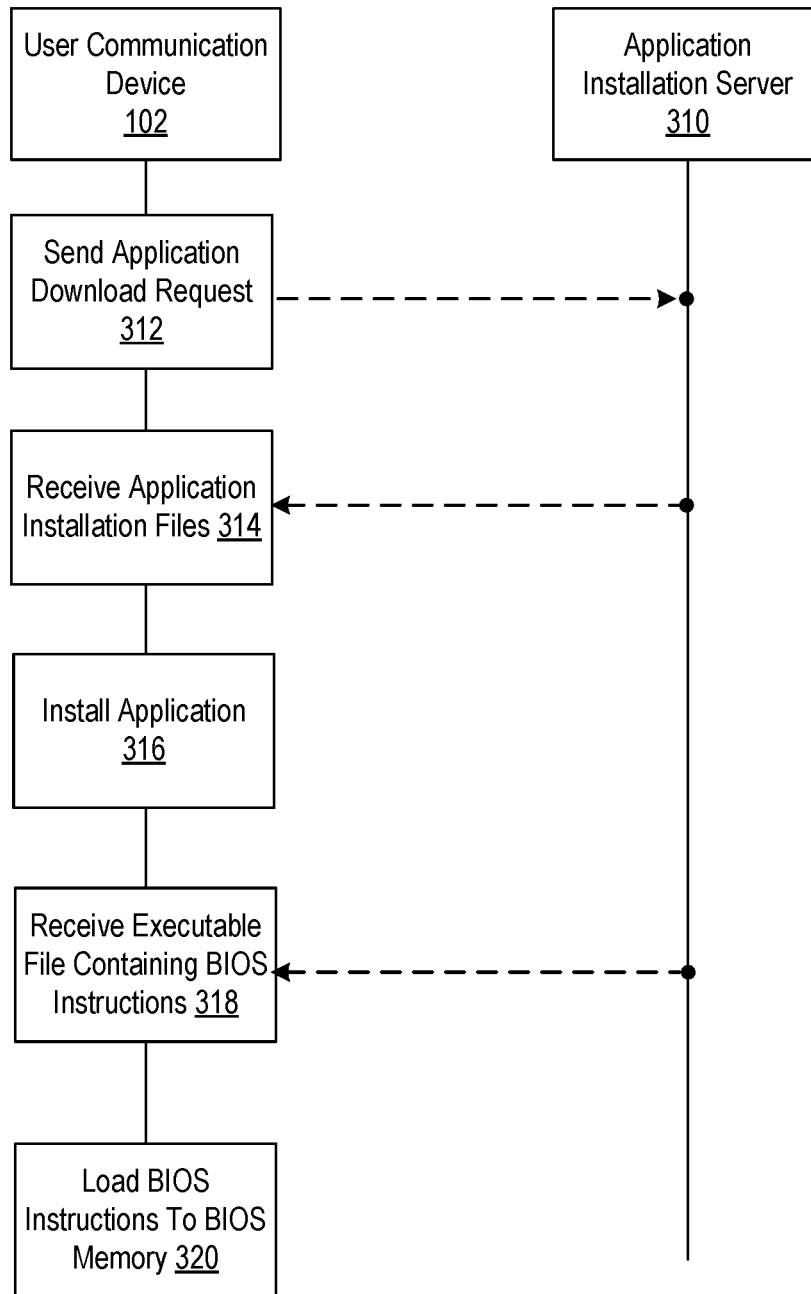 User Communication
Device
102
Application
Installation Server
310
Send Application
Download Request
312
Receive Application
Installation Files 314
Install Application
316
Receive Executable
File Containing BIOS
Instructions 318
Load BIOS
Instructions To BIOS
Memory 320